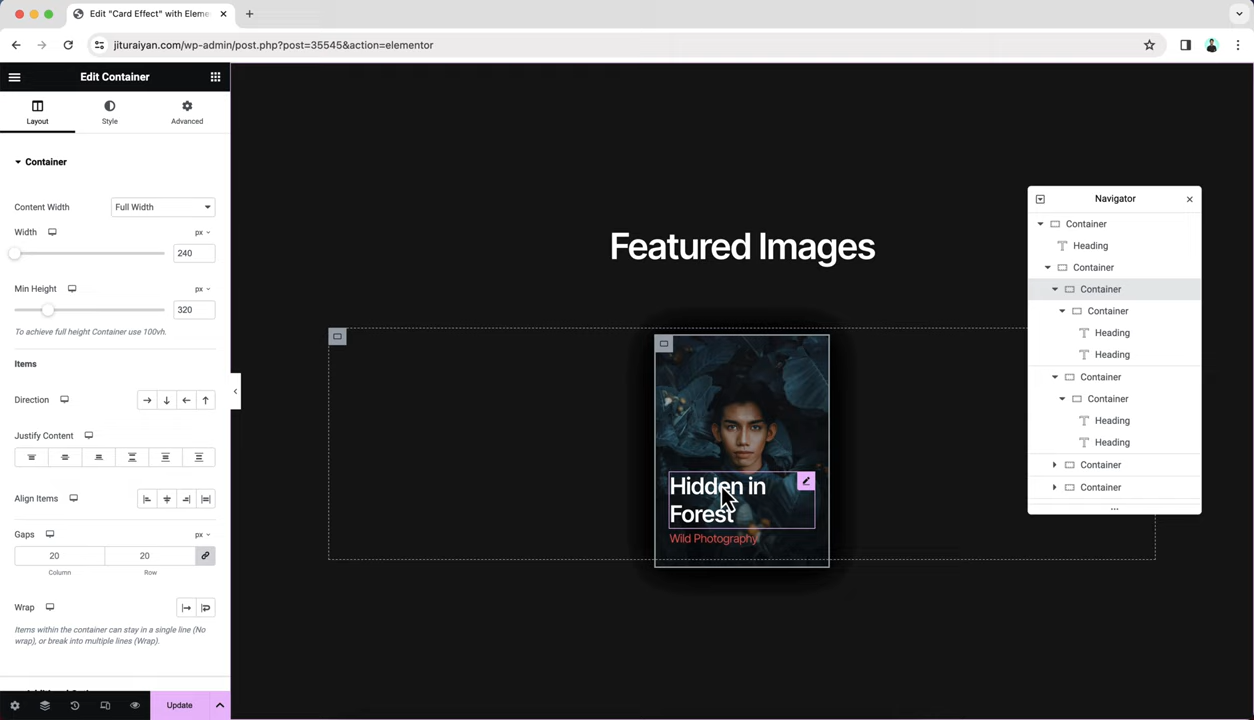 Edit "Card Effect" with Eleme
jituraiyan.com/wp-admin/post.php?post=35545&action=elementor
Edit Container
Layout
Style
Advanced
Container
Content Width
Full Width
Width
px
240
Min Height
px
320
To achieve full height Container use 100vh.
Items
Direction
Justify Content
Align Items
Gaps
px
20
20
Column
Row
Wrap
Items within the container can stay in a single line (No
wrap), or break into multiple lines (Wrap).
Update
Featured Images
Hidden in
Forest
Wild Photography
Navigator
Container
Heading
Container
Container
Container
Heading
Heading
Container
Container
Heading
Heading
Container
Container